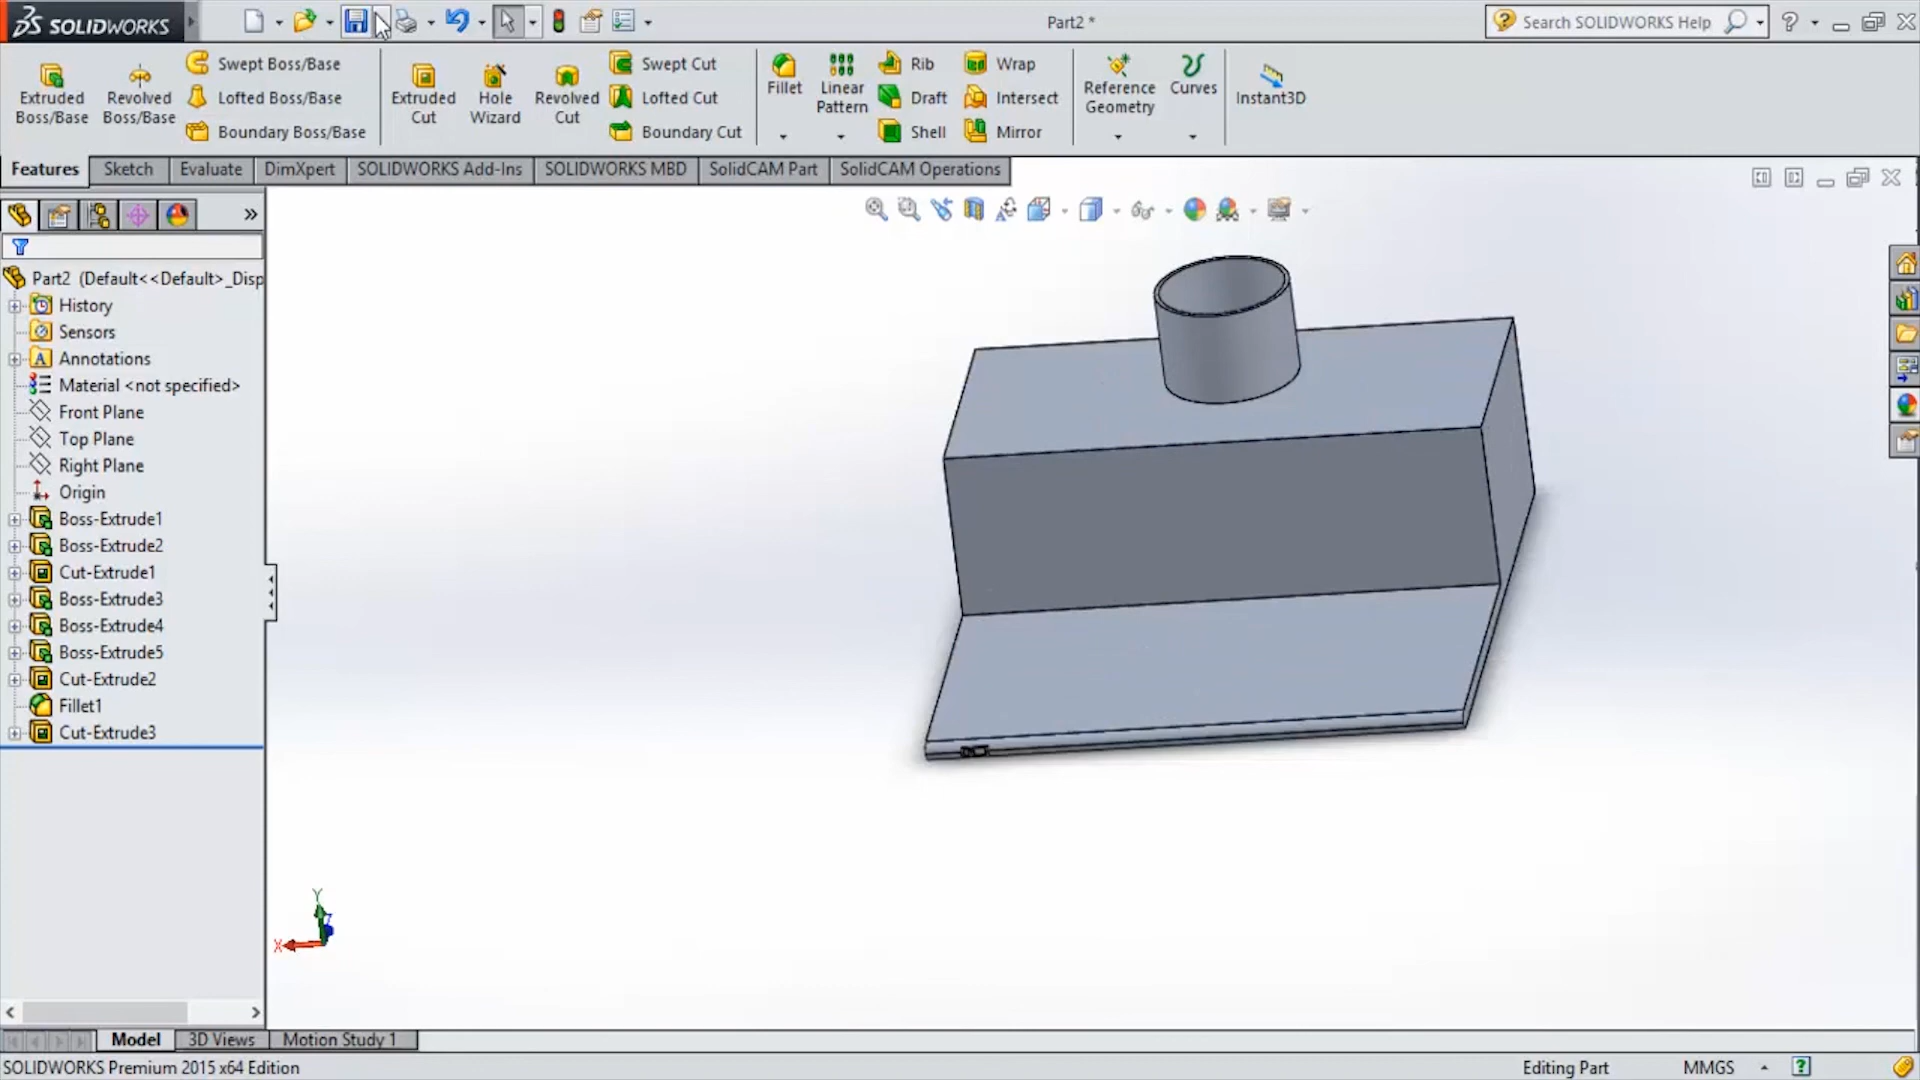 SOLIDWORKS
Part2 *
Search SOLIDWORKS Help
Extruded Boss/Base
Revolved Boss/Base
Swept Boss/Base
Lofted Boss/Base
Boundary Boss/Base
Extruded Cut
Hole Wizard
Revolved Cut
Swept Cut
Lofted Cut
Boundary Cut
Fillet
Linear Pattern
Rib
Draft
Shell
Wrap
Intersect
Mirror
Reference Geometry
Curves
Instant3D
Features
Sketch
Evaluate
DimXpert
SOLIDWORKS Add-Ins
SOLIDWORKS MBD
SolidCAM Part
SolidCAM Operations
Part2 (Default<<Default>_Disp
History
Sensors
Annotations
Material <not specified>
Front Plane
Top Plane
Right Plane
Origin
Boss-Extrude1
Boss-Extrude2
Cut-Extrude1
Boss-Extrude3
Boss-Extrude4
Boss-Extrude5
Cut-Extrude2
Fillet1
Cut-Extrude3
Y
X
Model
3D Views
Motion Study 1
SOLIDWORKS Premium 2015 x64 Edition
Editing Part
MMGS